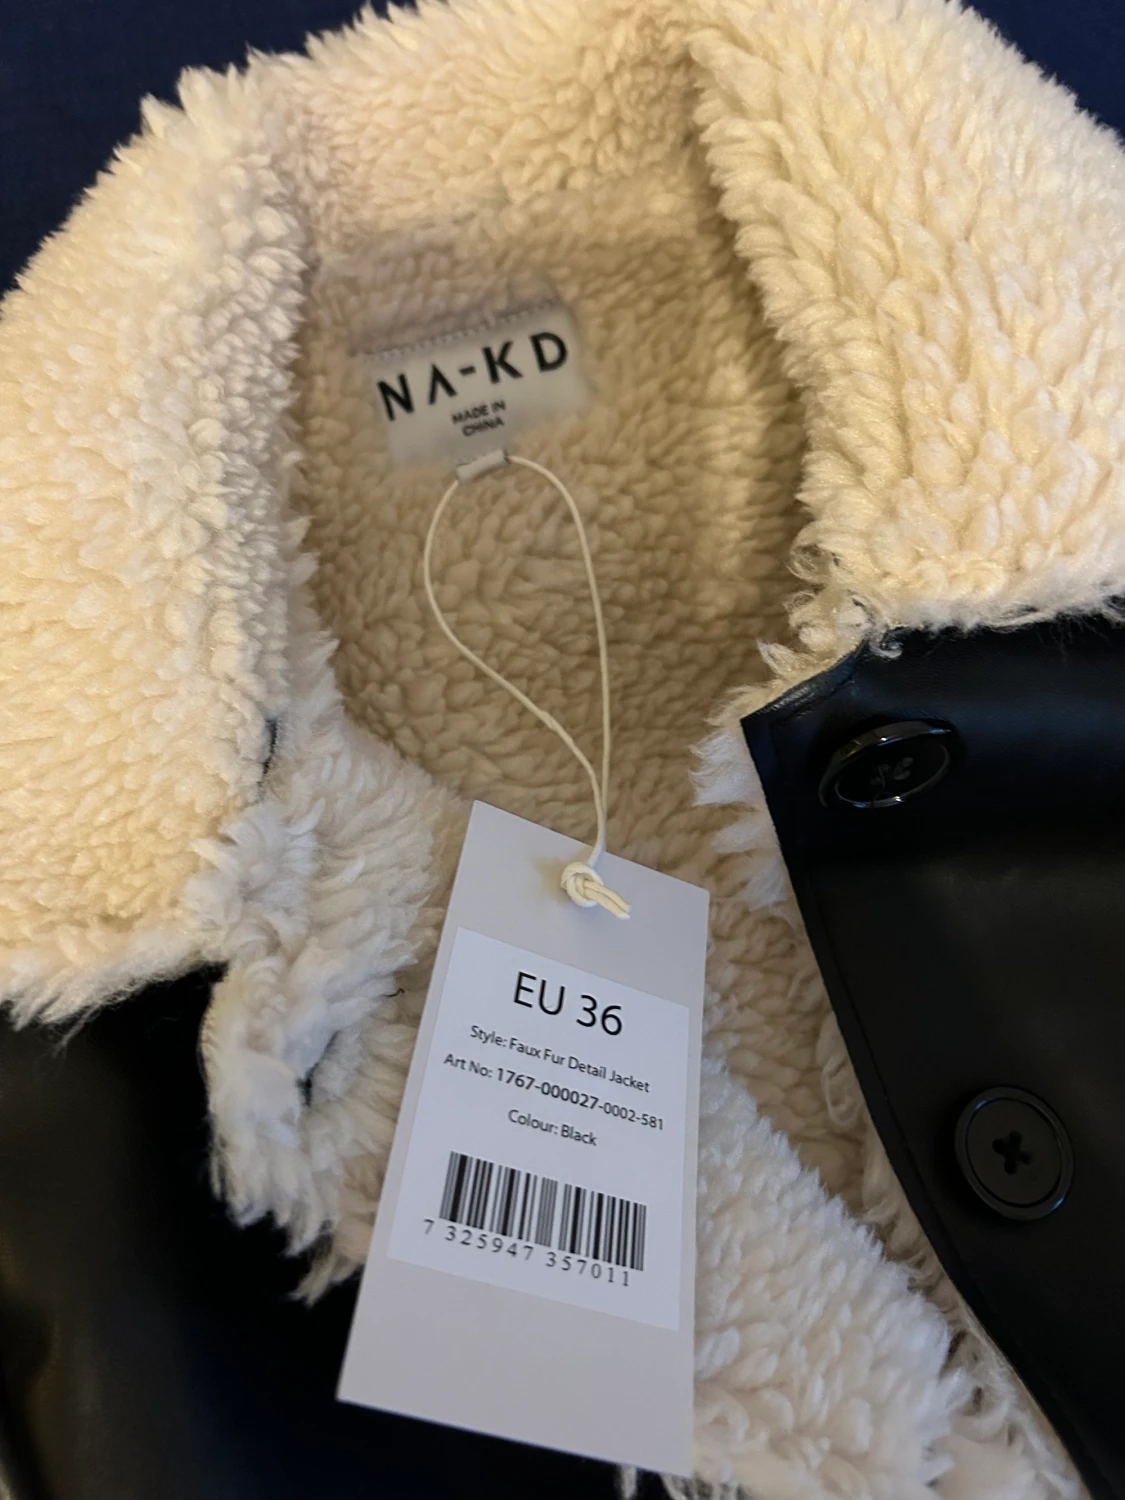 NA-KD
MADE IN
CHINA
EU 36
Style: Faux Fur Detail Jacket
Art No: 1767-000027-0002-581
Colour: Black
7 325947 357011